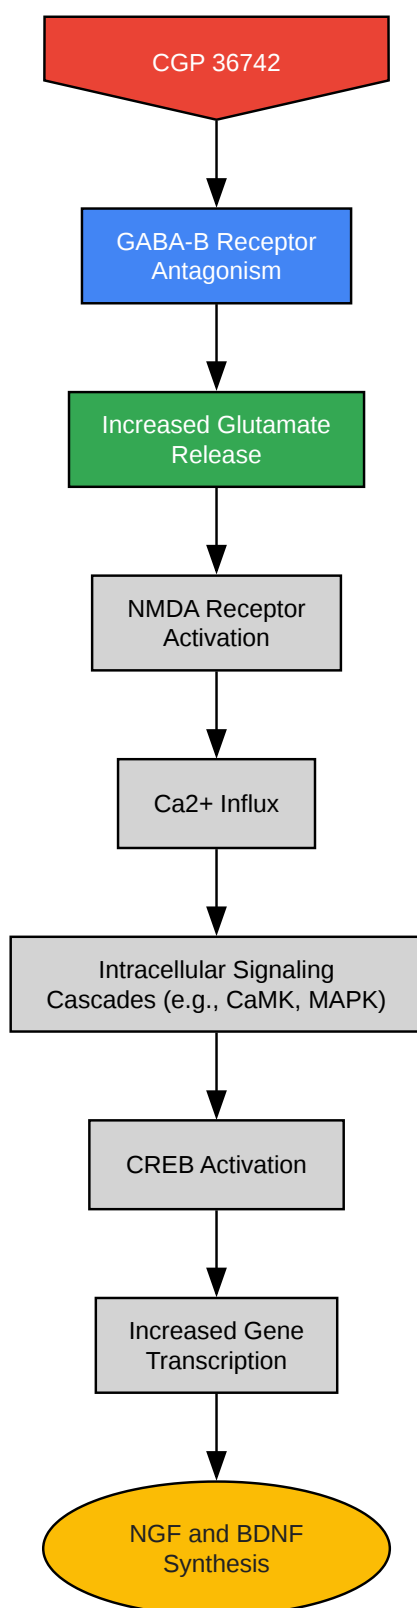 CGP 36742
GABA-B Receptor
Antagonism
Increased Glutamate
Release
NMDA Receptor
Activation
Ca2+ Influx
Intracellular Signaling
Cascades (e.g., CaMK, MAPK)
CREB Activation
Increased Gene
Transcription
NGF and BDNF
Synthesis